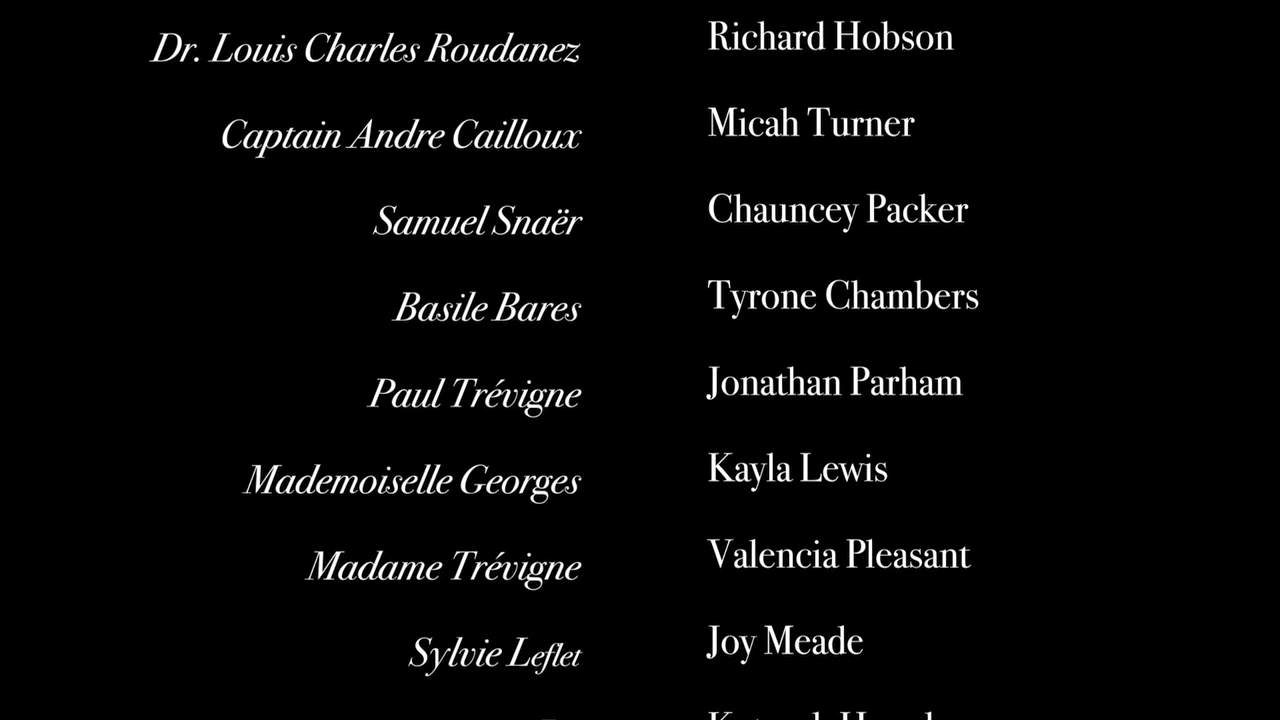 Dr. Louis Charles Roudanez Richard Hobson
Captain Andre Cailloux Micah Turner
Samuel Snaër Chauncey Packer
Basile Bares Tyrone Chambers
Paul Trévigne Jonathan Parham
Mademoiselle Georges Kayla Lewis
Madame Trévigne Valencia Pleasant
Sylvie Leflet Joy Meade